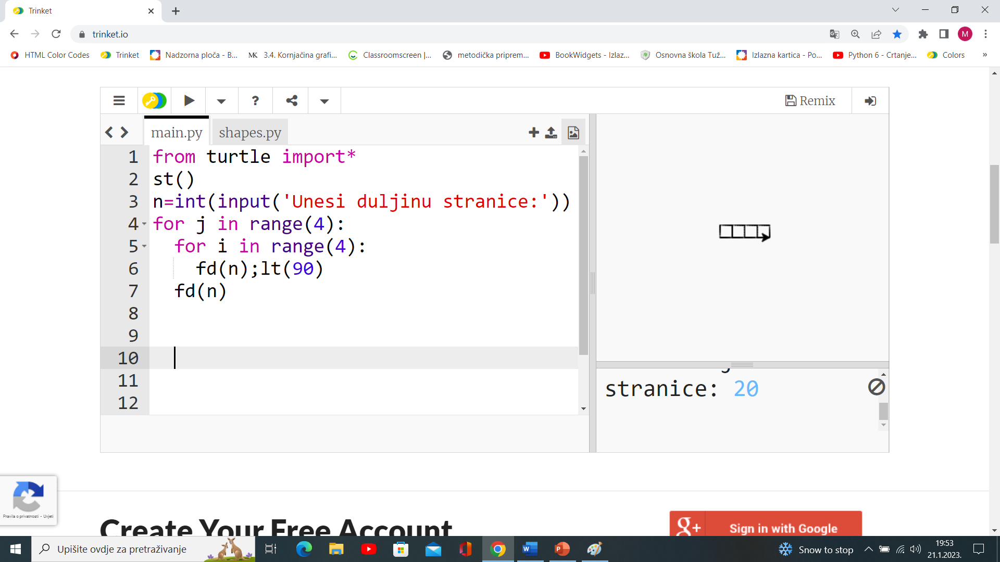 Trinket
trinket.io
M
HTML Color Codes Trinket Nadzorna ploča - B... MK 3.4. Kornjačina grafi... Classroomscreen |... metodička priprem... BookWidgets - Izlaz... Osnovna škola Tuž... Izlazna kartica - Po... Python 6 - Crtanje... Colors »
? Remix
main.py shapes.py
1 from turtle import*
2 st()
3 n=int(input('Unesi duljinu stranice:'))
4 for j in range(4):
5 for i in range(4):
6 fd(n);lt(90)
7 fd(n)
8
9
10
11
12
stranice: 20
Pravila o privatnosti - Uvjeti
Create Your Free Account
g+ Sign in with Google
Upišite ovdje za pretraživanje
W P
Snow to stop
19:53
21.1.2023.